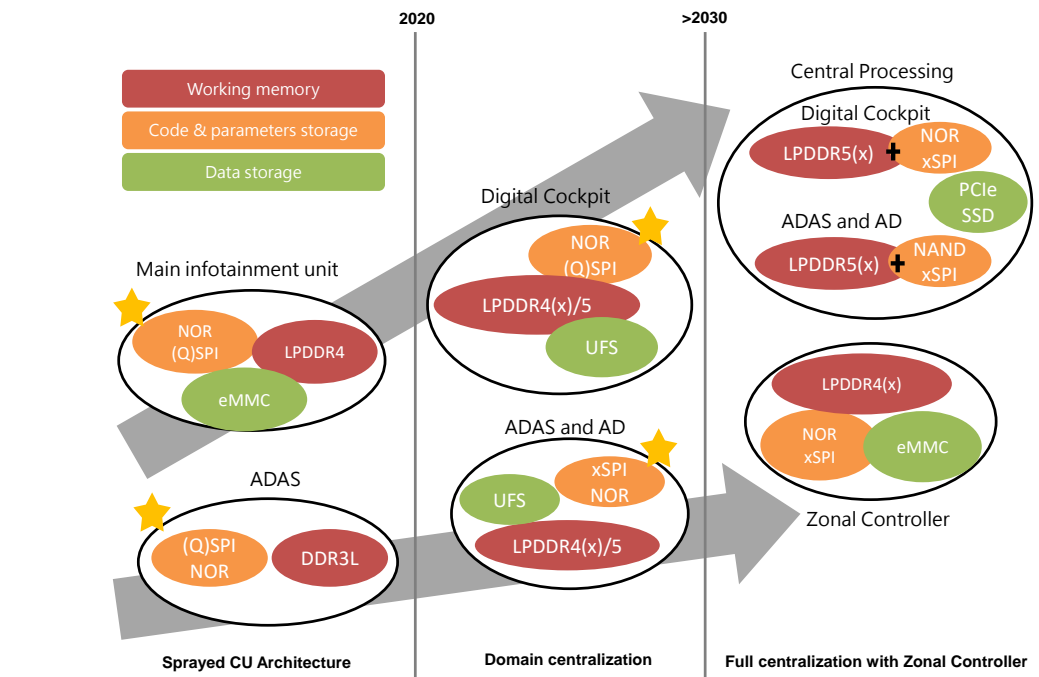 2020
>2030
Working memory
Code & parameters storage
Data storage
Main infotainment unit
NOR
(Q)SPI
LPDDR4
eMMC
ADAS
(Q)SPI
NOR
DDR3L
Sprayed CU Architecture
Digital Cockpit
NOR
(Q)SPI
LPDDR4(x)/5
UFS
ADAS and AD
xSPI
NOR
UFS
LPDDR4(x)/5
Domain centralization
Central Processing
Digital Cockpit
LPDDR5(x)
+
NOR
xSPI
PCIe
SSD
ADAS and AD
LPDDR5(x)
+
NAND
xSPI
LPDDR4(x)
NOR
xSPI
eMMC
Zonal Controller
Full centralization with Zonal Controller